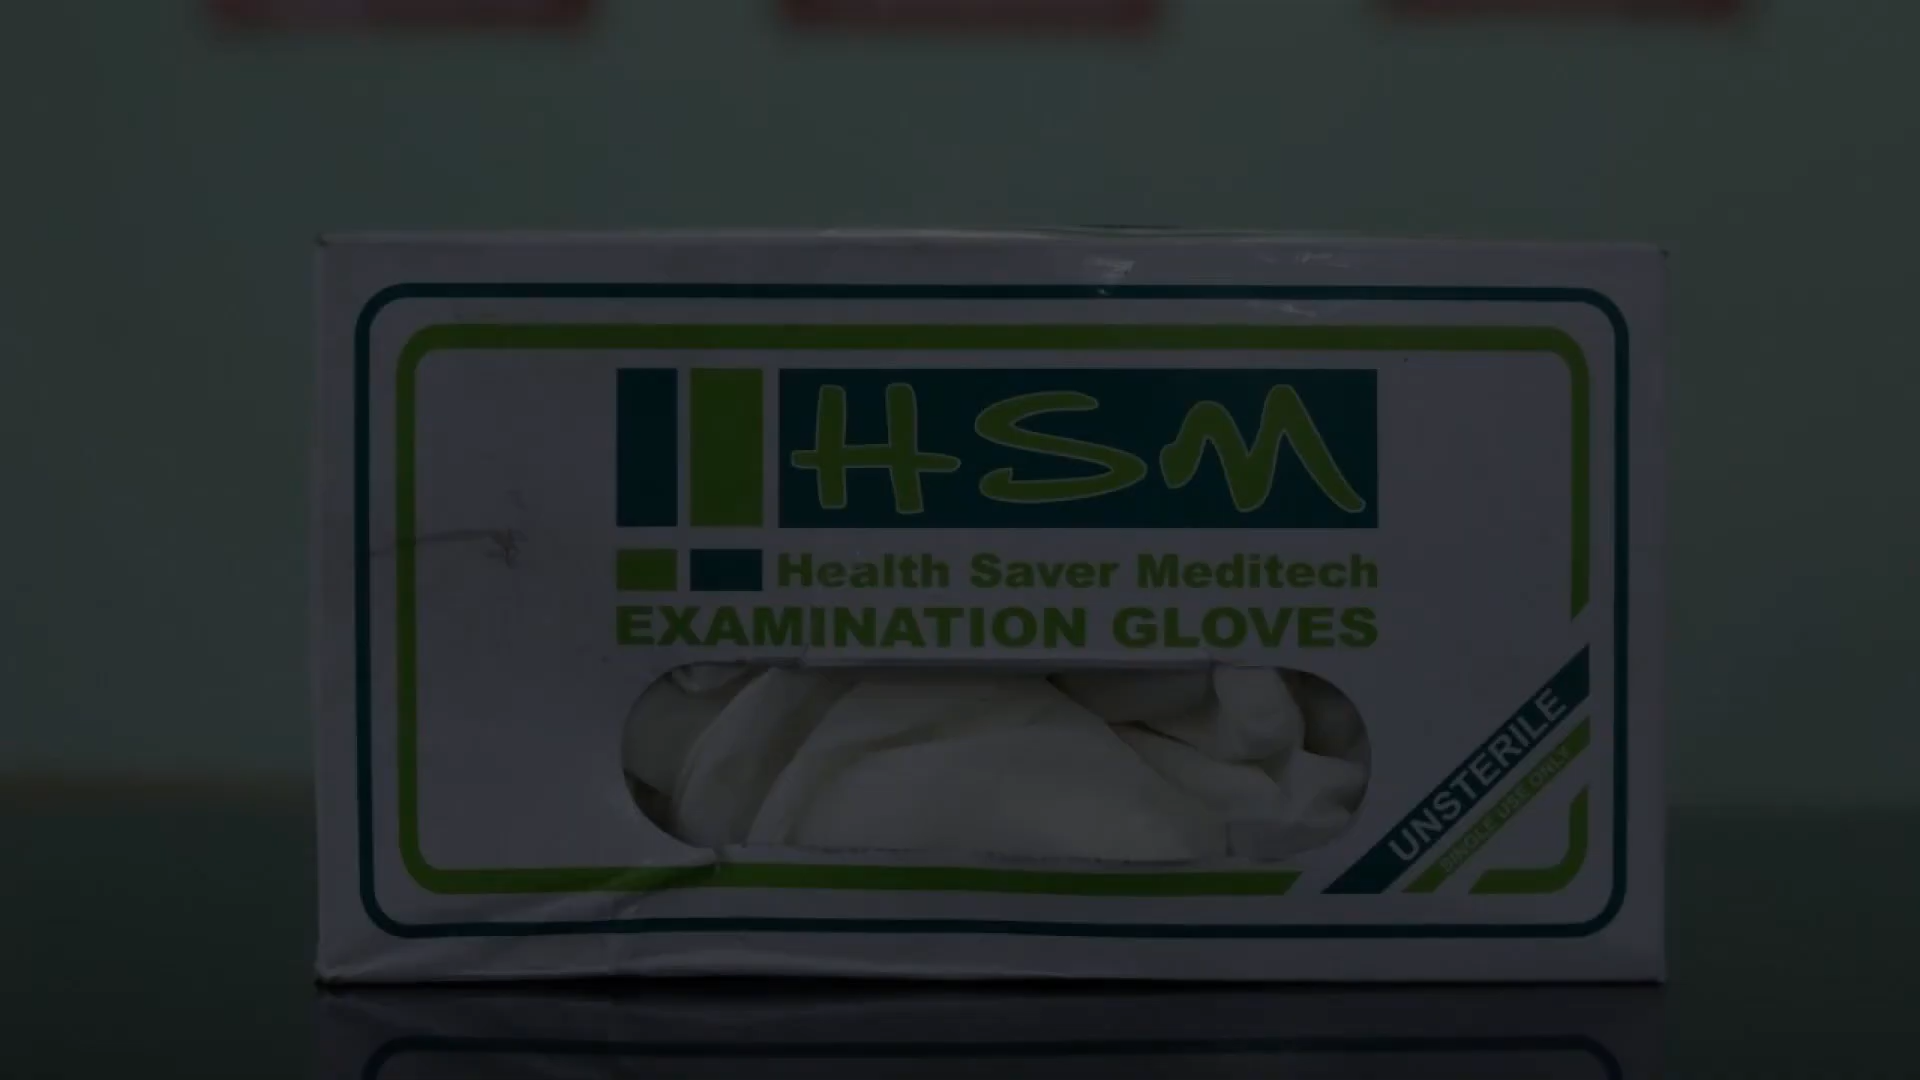 HSM
Health Saver Meditech
EXAMINATION GLOVES
UNSTERILE
SINGLE USE ONLY